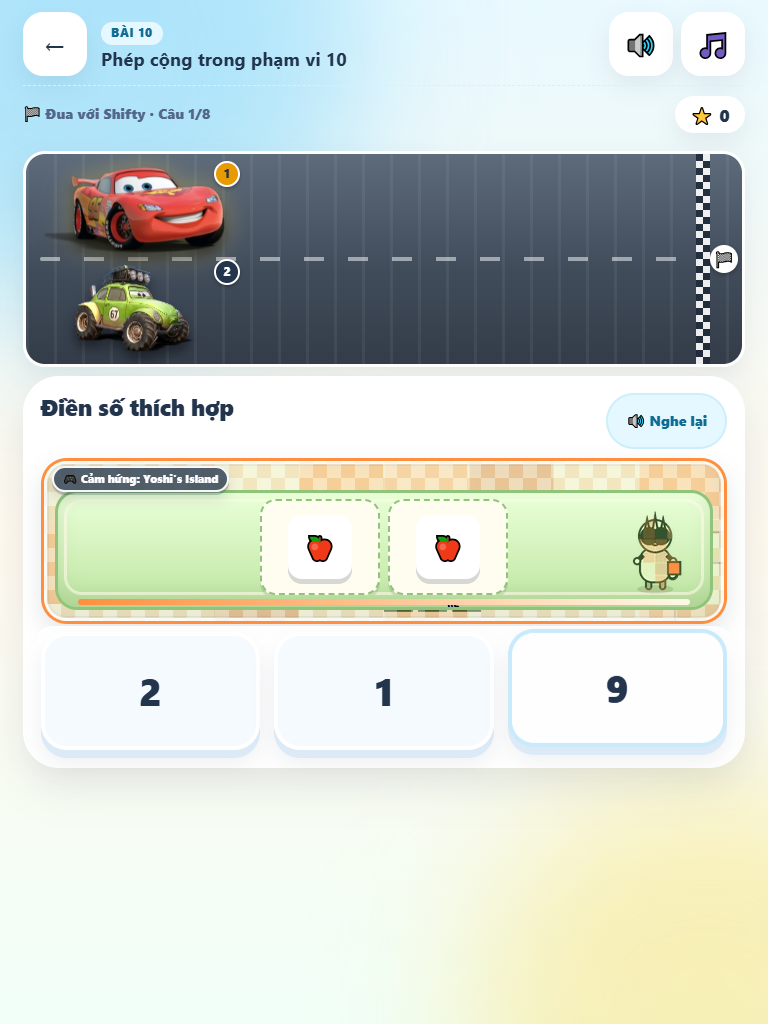 ←
BÀI 10
Phép cộng trong phạm vi 10
Đua với Shifty · Câu 1/8
0
1
2
67
Điền số thích hợp
Nghe lại
Cảm hứng: Yoshi's Island
2
1
9